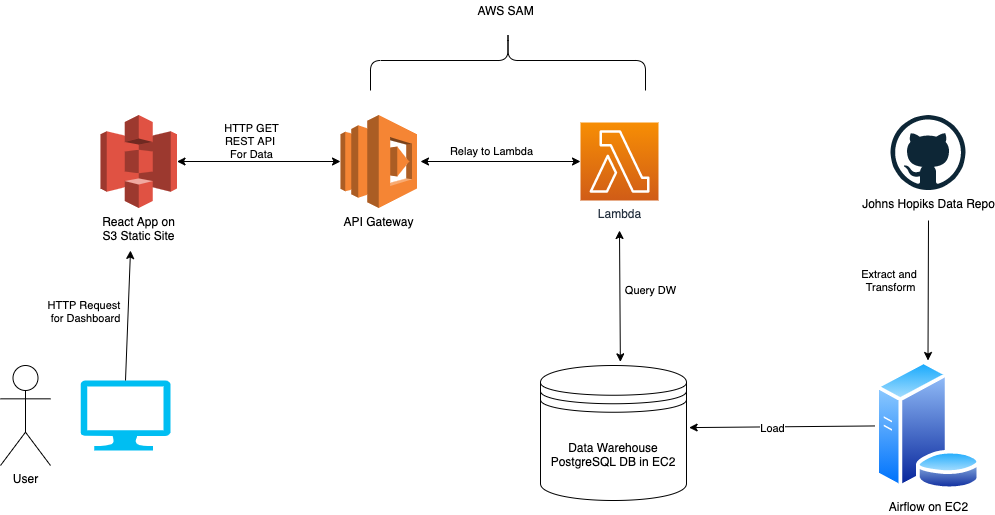 AWS SAM
HTTP GET
REST API
For Data
Relay to Lambda
React App on
S3 Static Site
API Gateway
Lambda
Johns Hopiks Data Repo
HTTP Request
for Dashboard
Query DW
Extract and
Transform
User
Data Warehouse
PostgreSQL DB in EC2
Load
Airflow on EC2